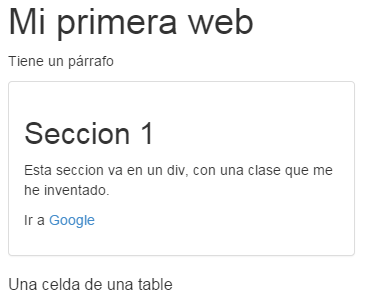 Mi primera web
Tiene un párrafo
Seccion 1
Esta seccion va en un div, con una clase que me
he inventado.
Ir a Google
Una celda de una table